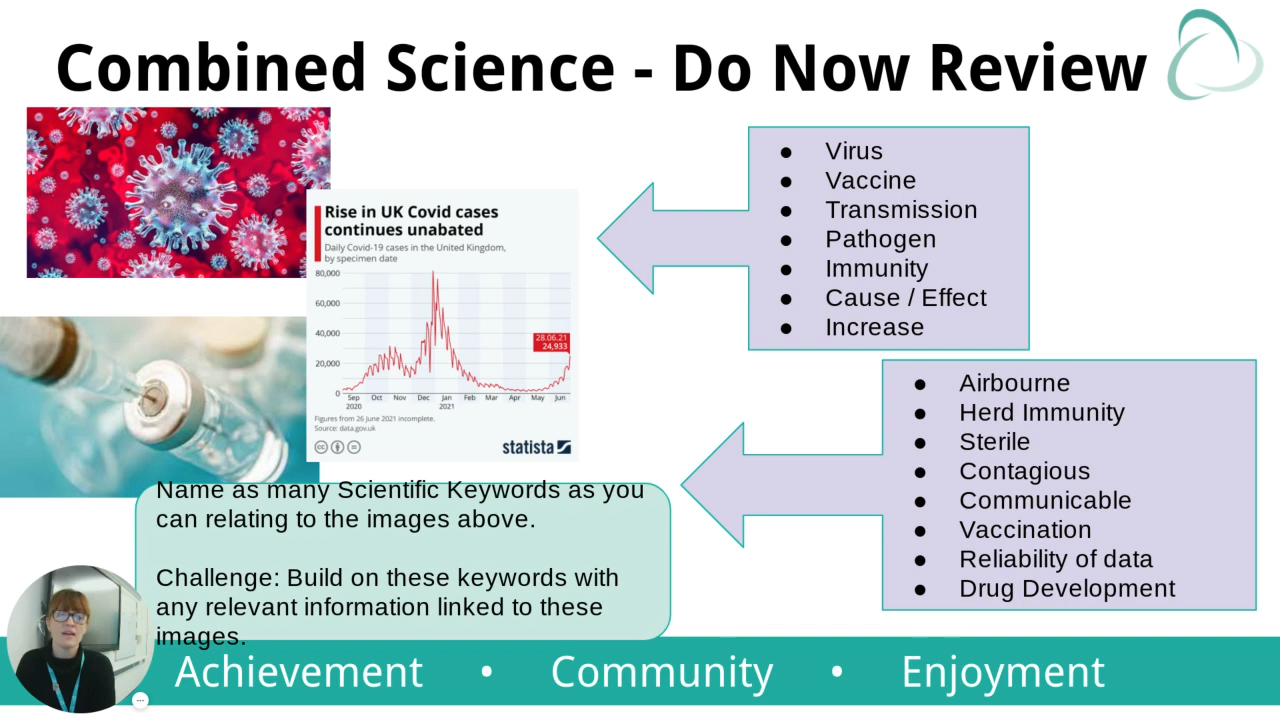 Combined Science - Do Now Review
Rise in UK Covid cases
continues unabated
Daily Covid-19 cases in the United Kingdom,
by specimen date
80,000
60,000
40,000
20,000
0
28.06.21
24,933
Sep Oct Nov Dec Jan Feb Mar Apr May Jun
2020 2021
Figures from 26 June 2021 incomplete.
Source: data.gov.uk
statista
● Virus
● Vaccine
● Transmission
● Pathogen
● Immunity
● Cause / Effect
● Increase
● Airbourne
● Herd Immunity
● Sterile
● Contagious
● Communicable
● Vaccination
● Reliability of data
● Drug Development
Name as many Scientific Keywords as you
can relating to the images above.
Challenge: Build on these keywords with
any relevant information linked to these
images.
Achievement • Community • Enjoyment